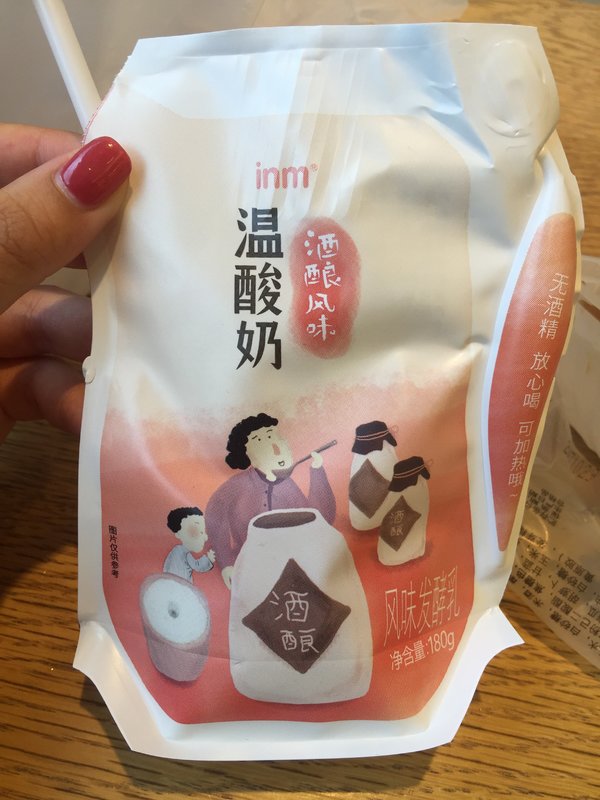 inm®
温酸奶
酒酿风味
无酒精 放心喝 可加热哦~
酒酿
酒酿
图片仅供参考
风味发酵乳
净含量:180g